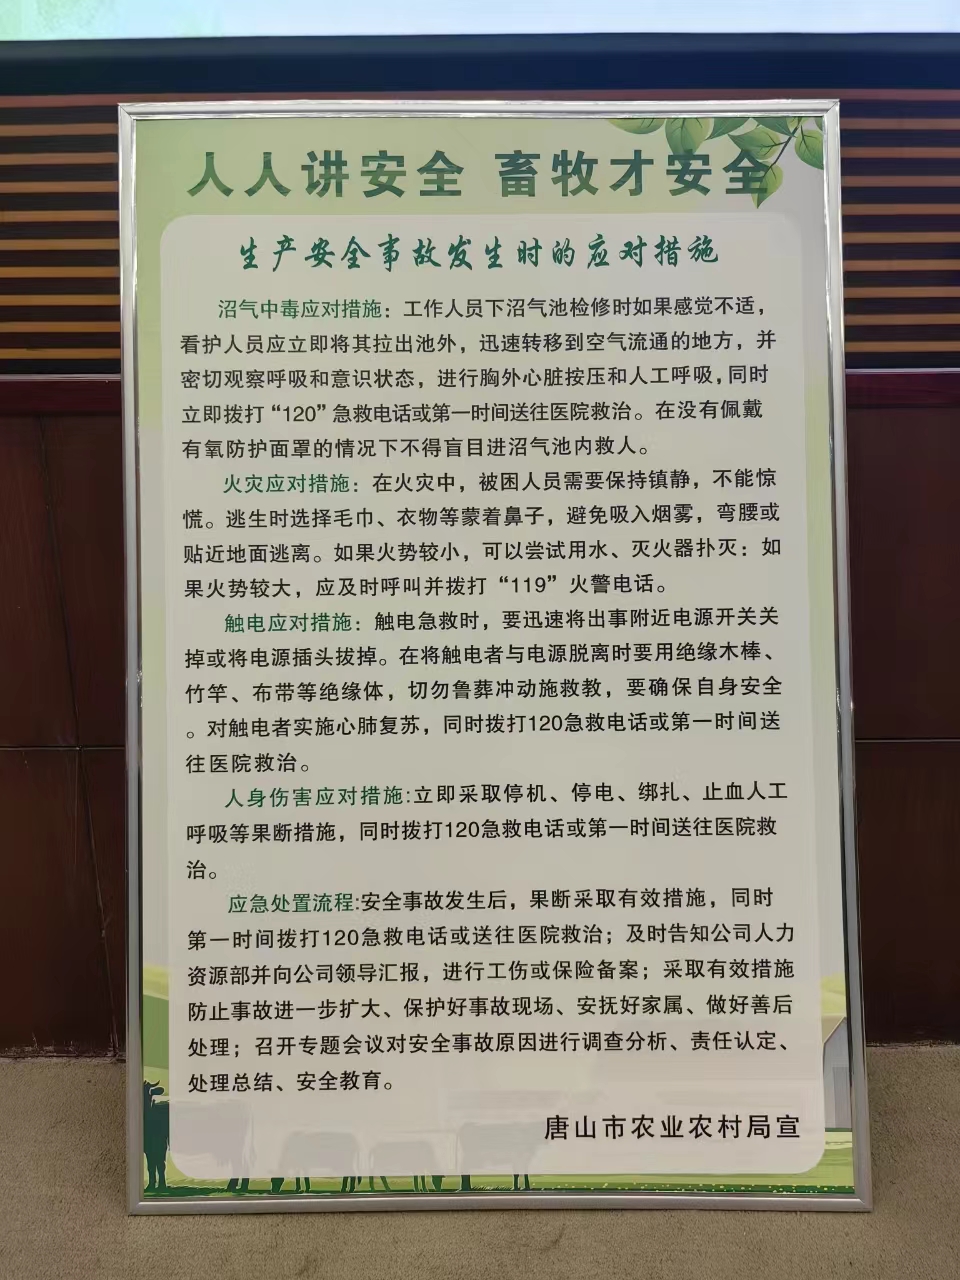 人人讲安全 畜牧才安全
生产安全事故发生时的应对措施
沼气中毒应对措施：工作人员下沼气池检修时如果感觉不适，
看护人员应立即将其拉出池外，迅速转移到空气流通的地方，并
密切观察呼吸和意识状态，进行胸外心脏按压和人工呼吸，同时
立即拨打“120”急救电话或第一时间送往医院救治。在没有佩戴
有氧防护面罩的情况下不得盲目进沼气池内救人。
火灾应对措施：在火灾中，被困人员需要保持镇静，不能惊
慌。逃生时选择毛巾、衣物等蒙着鼻子，避免吸入烟雾，弯腰或
贴近地面逃离。如果火势较小，可以尝试用水、灭火器扑灭：如
果火势较大，应及时呼叫并拨打“119”火警电话。
触电应对措施：触电急救时，要迅速将出事附近电源开关关
掉或将电源插头拔掉。在将触电者与电源脱离时要用绝缘木棒、
竹竿、布带等绝缘体，切勿鲁莽冲动施救教，要确保自身安全
。对触电者实施心肺复苏，同时拨打120急救电话或第一时间送
往医院救治。
人身伤害应对措施:立即采取停机、停电、绑扎、止血人工
呼吸等果断措施，同时拨打120急救电话或第一时间送往医院救
治。
应急处置流程:安全事故发生后，果断采取有效措施，同时
第一时间拨打120急救电话或送往医院救治；及时告知公司人力
资源部并向公司领导汇报，进行工伤或保险备案；采取有效措施
防止事故进一步扩大、保护好事故现场、安抚好家属、做好善后
处理；召开专题会议对安全事故原因进行调查分析、责任认定、
处理总结、安全教育。
唐山市农业农村局宣